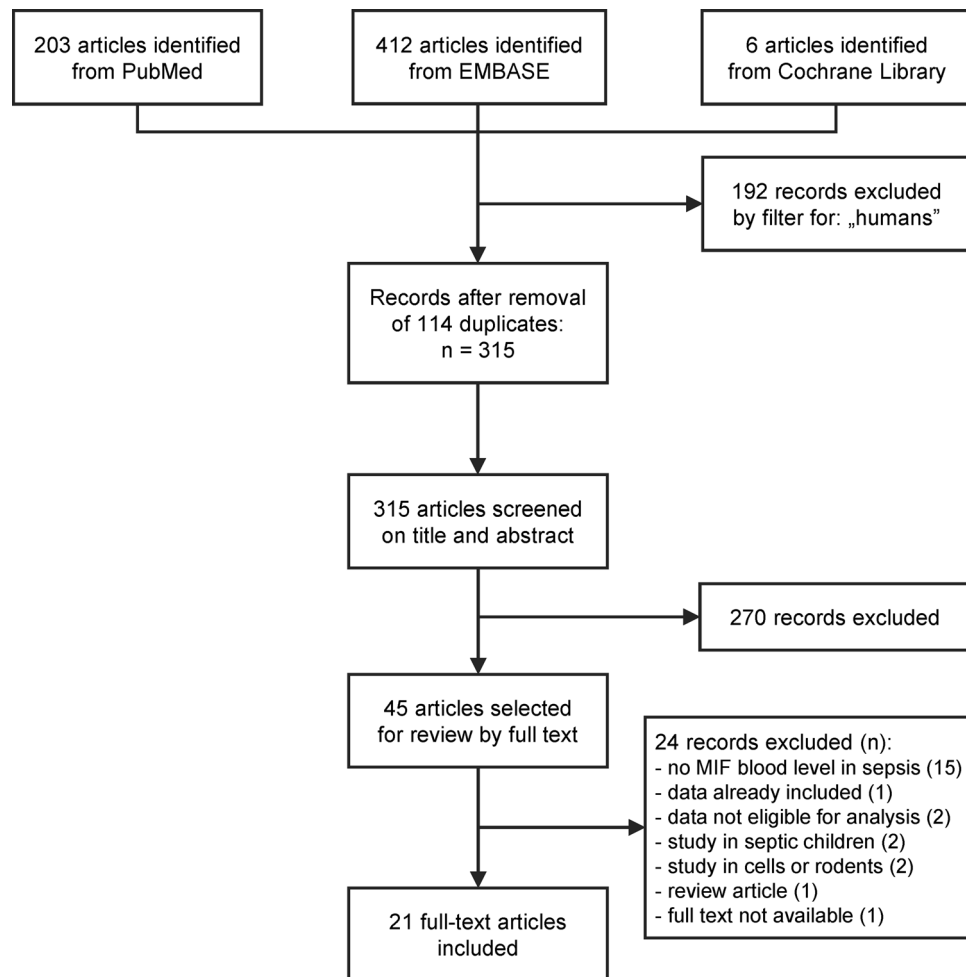 203 articles identified
from PubMed
412 articles identified
from EMBASE
6 articles identified
from Cochrane Library
192 records excluded
by filter for: „humans”
Records after removal
of 114 duplicates:
n = 315
315 articles screened
on title and abstract
270 records excluded
45 articles selected
for review by full text
24 records excluded (n):
- no MIF blood level in sepsis (15)
- data already included (1)
- data not eligible for analysis (2)
- study in septic children (2)
- study in cells or rodents (2)
- review article (1)
- full text not available (1)
21 full-text articles
included